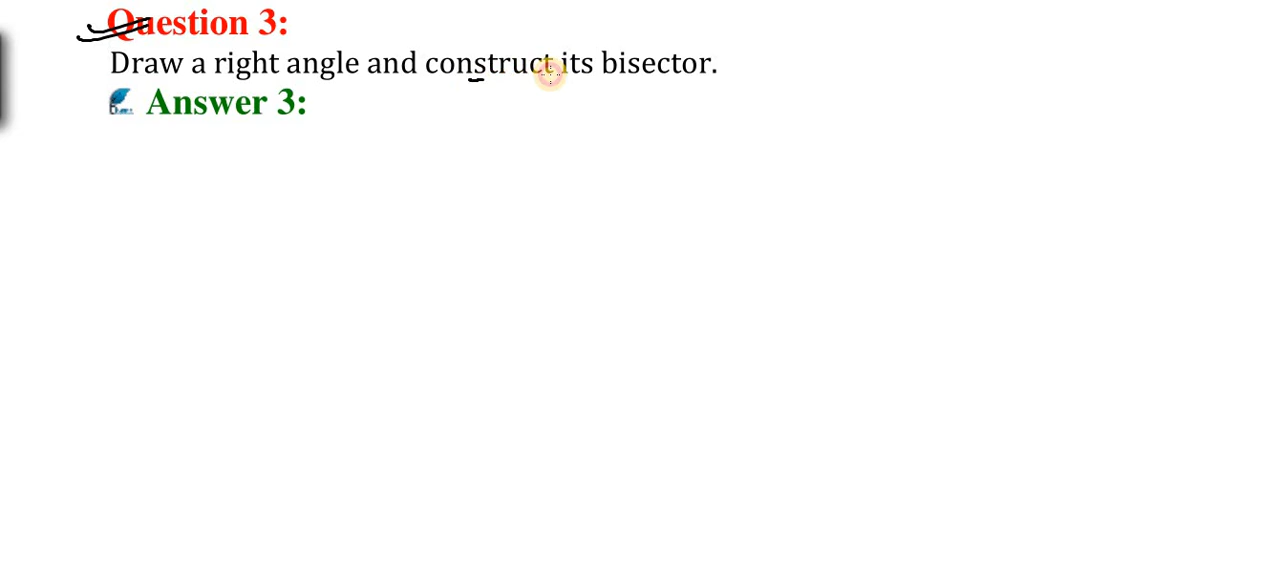 Question 3:
Draw a right angle and construct its bisector.
Answer 3: